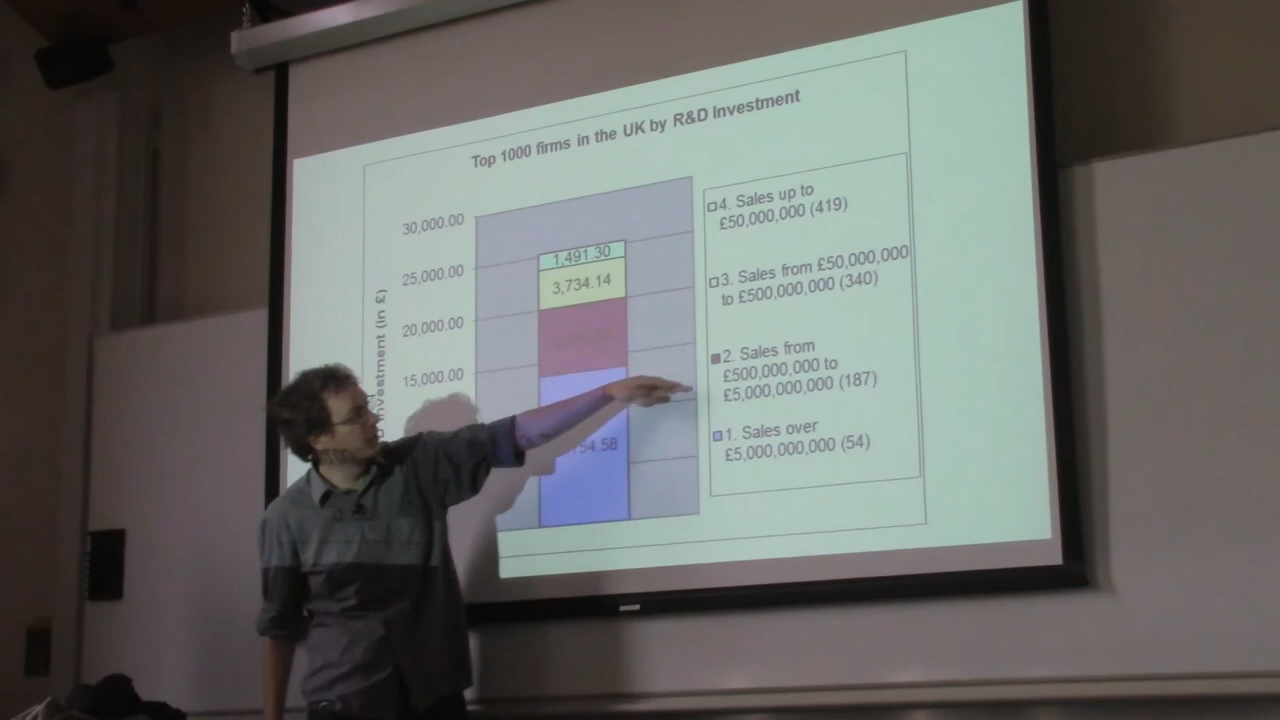 Top 1000 firms in the UK by R&D Investment
30,000.00
25,000.00
20,000.00
15,000.00
Investment (in £)
1,491.30
3,734.14
754.58
4. Sales up to
£50,000,000 (419)
3. Sales from £50,000,000
to £500,000,000 (340)
2. Sales from
£500,000,000 to
£5,000,000,000 (187)
1. Sales over
£5,000,000,000 (54)